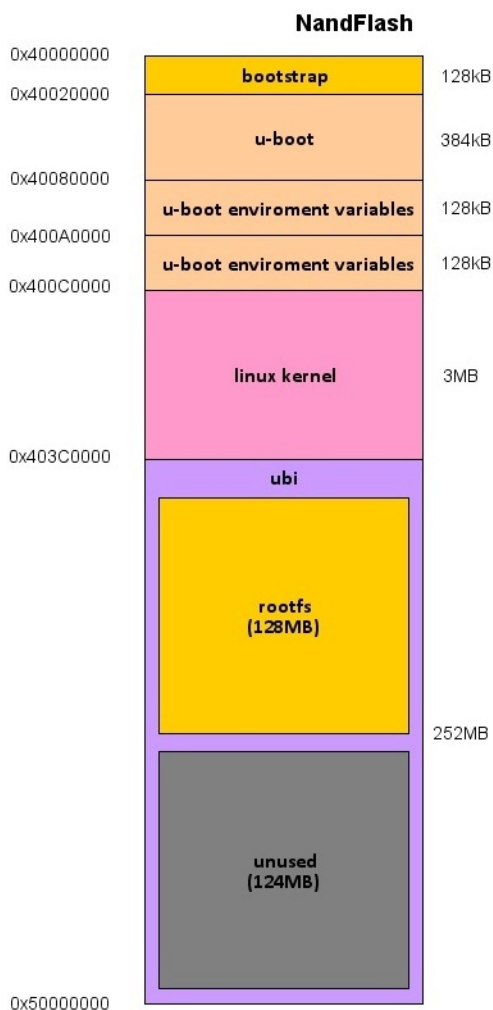 NandFlash
0x40000000
bootstrap
128kB
0x40020000
u-boot
384kB
0x40080000
u-boot enviroment variables
128kB
0x400A0000
u-boot enviroment variables
128kB
0x400C0000
linux kernel
3MB
0x403C0000
ubi
rootfs
(128MB)
252MB
unused
(124MB)
0x50000000